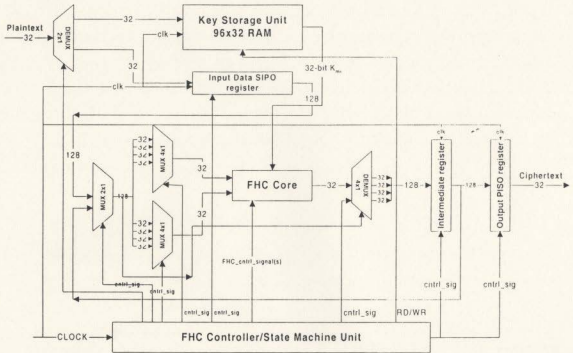 Plaintext
32
DEMUX
2x1
32
32
Key Storage Unit
96x32 RAM
clk
clk
Input Data SIPO
register
32-bit K
128
128
MUX 2x1
128
32
32
32
32
MUX 4x1
32
32
32
32
32
MUX 4x1
32
FHC Core
32
DEMUX
4x1
32
32
32
32
128
clk
Intermediate register
128
clk
Output PISO register
Ciphertext
32
FHC_cntrl_signal(s)
cntrl_sig
cntrl_sig
cntrl_sig
cntrl_sig
cntrl_sig
RD/WR
cntrl_sig
cntrl_sig
CLOCK
FHC Controller/State Machine Unit